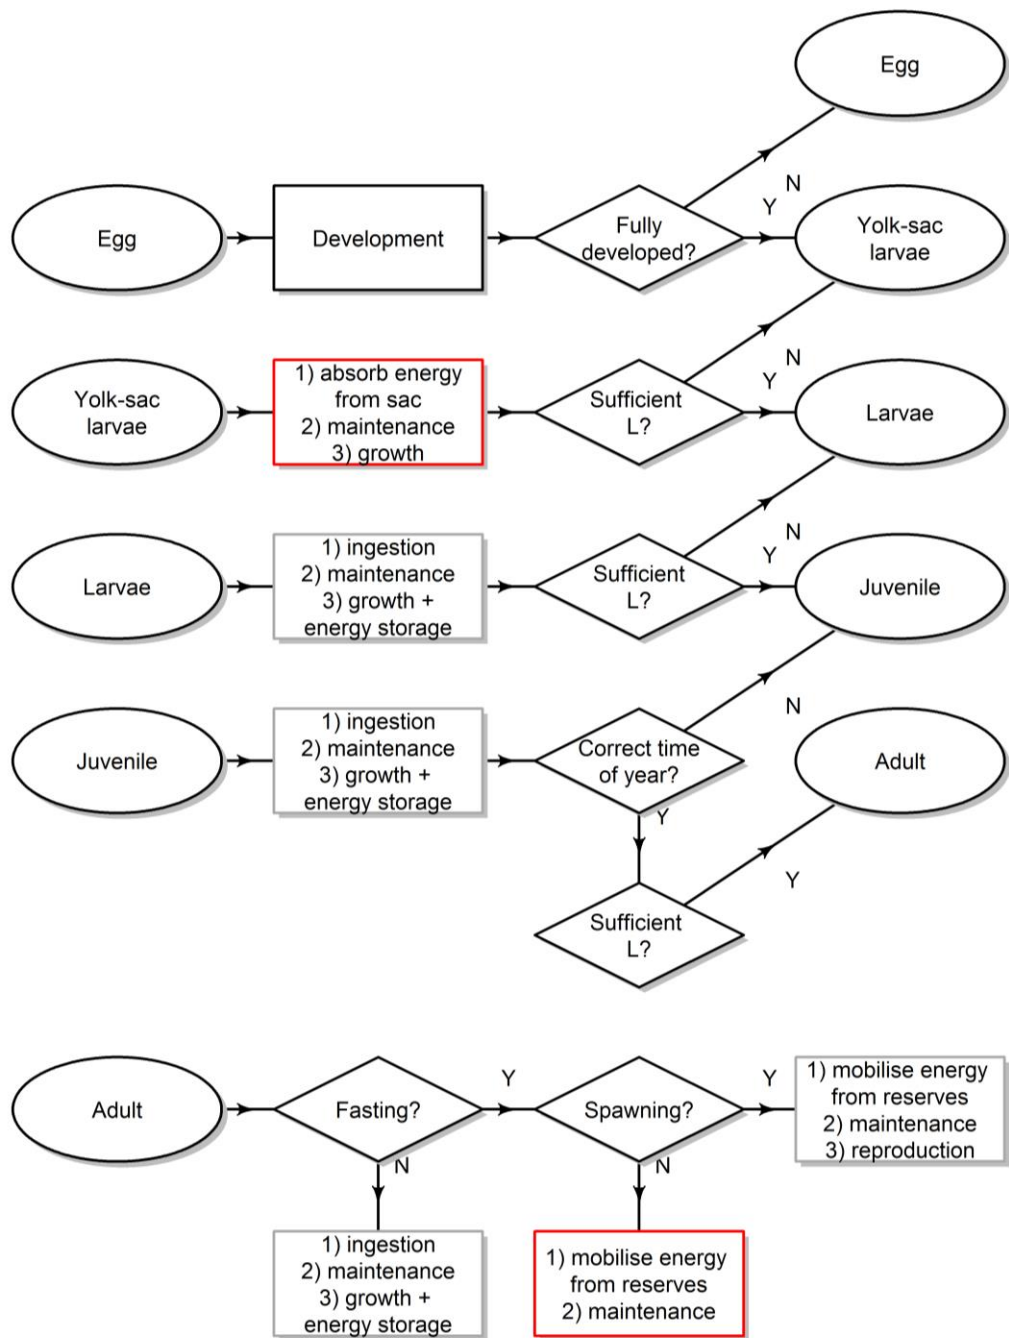 Egg
Egg
Development
Fully
developed?
N
Y
Yolk-sac
larvae
Yolk-sac
larvae
1) absorb energy
from sac
2) maintenance
3) growth
Sufficient
L?
N
Y
Larvae
Larvae
1) ingestion
2) maintenance
3) growth +
energy storage
Sufficient
L?
N
Y
Juvenile
Juvenile
1) ingestion
2) maintenance
3) growth +
energy storage
Correct time
of year?
N
Y
Adult
Sufficient
L?
Y
Adult
Fasting?
Y
N
Spawning?
Y
N
1) mobilise energy
from reserves
2) maintenance
3) reproduction
1) ingestion
2) maintenance
3) growth +
energy storage
1) mobilise energy
from reserves
2) maintenance